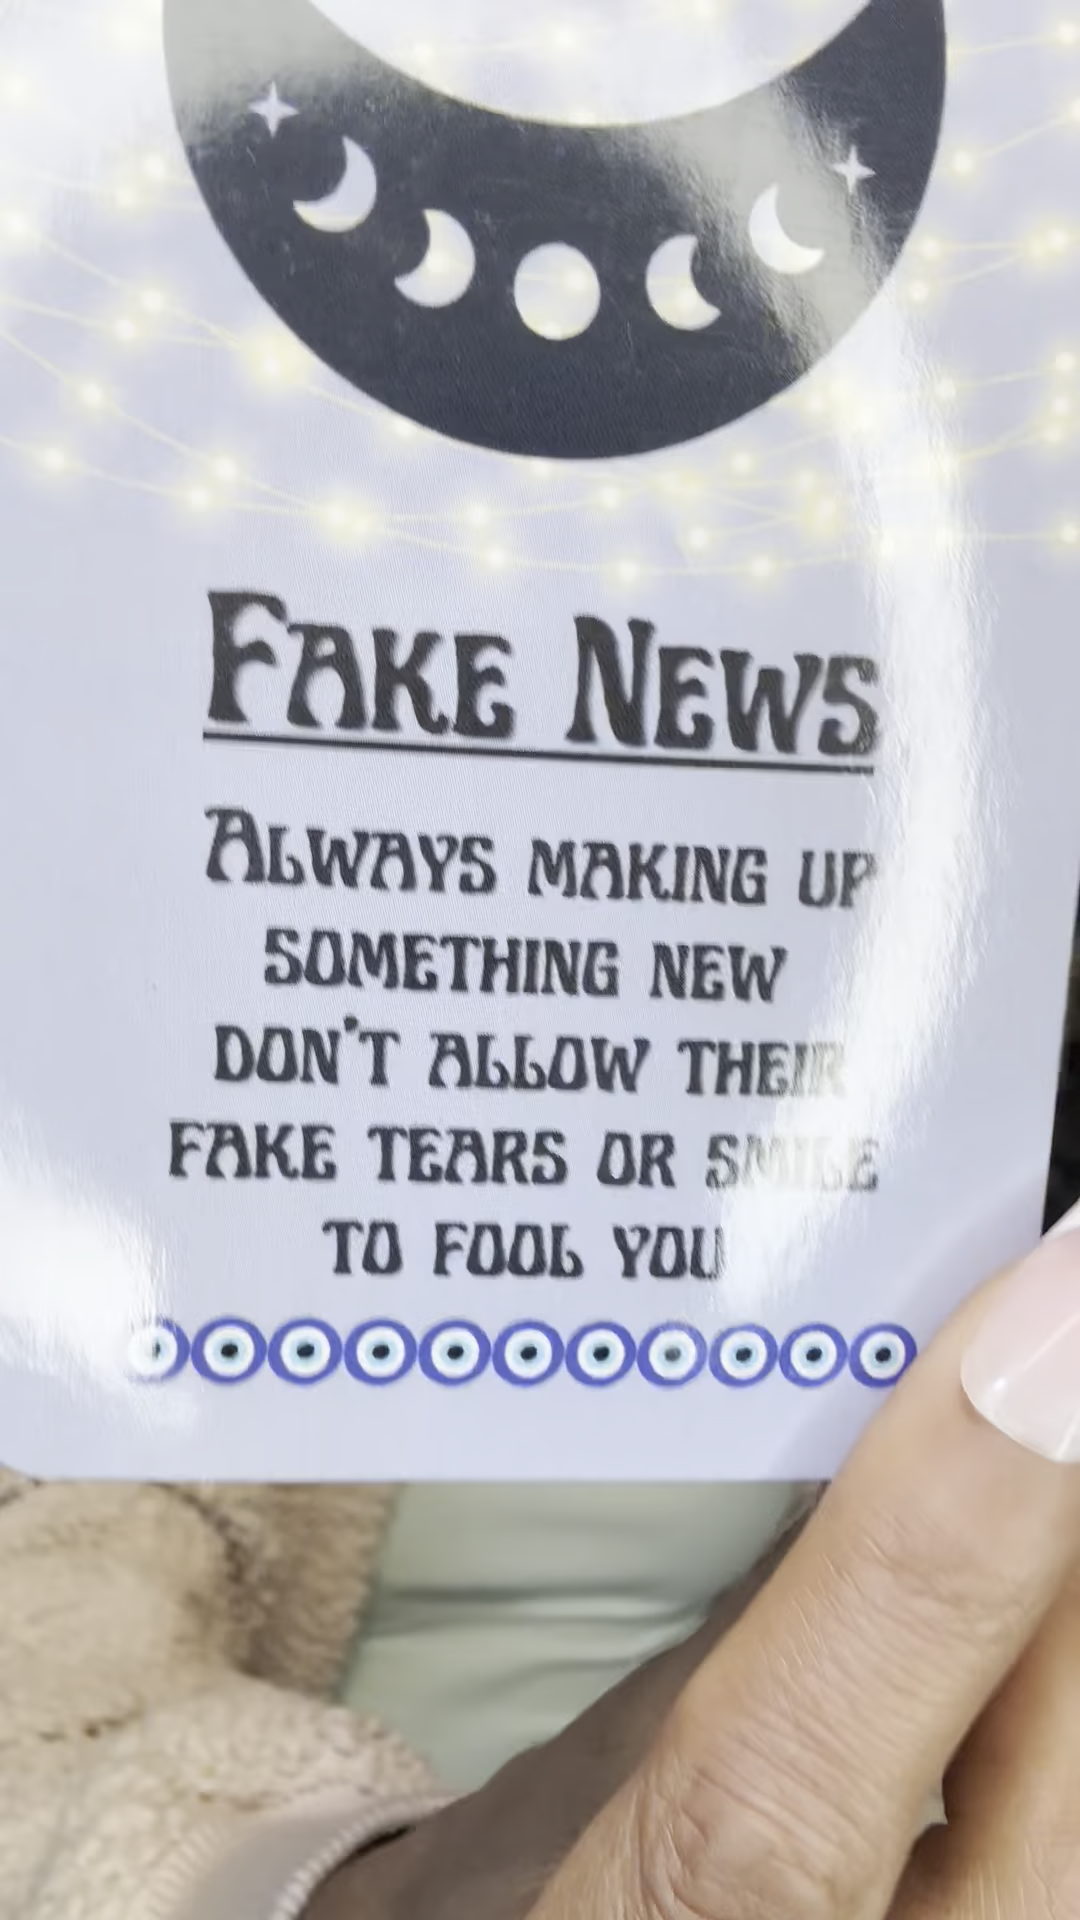 FAKE NEWS
ALWAYS MAKING UP
SOMETHING NEW
DON'T ALLOW THEIR
FAKE TEARS OR SMILE
TO FOOL YOU